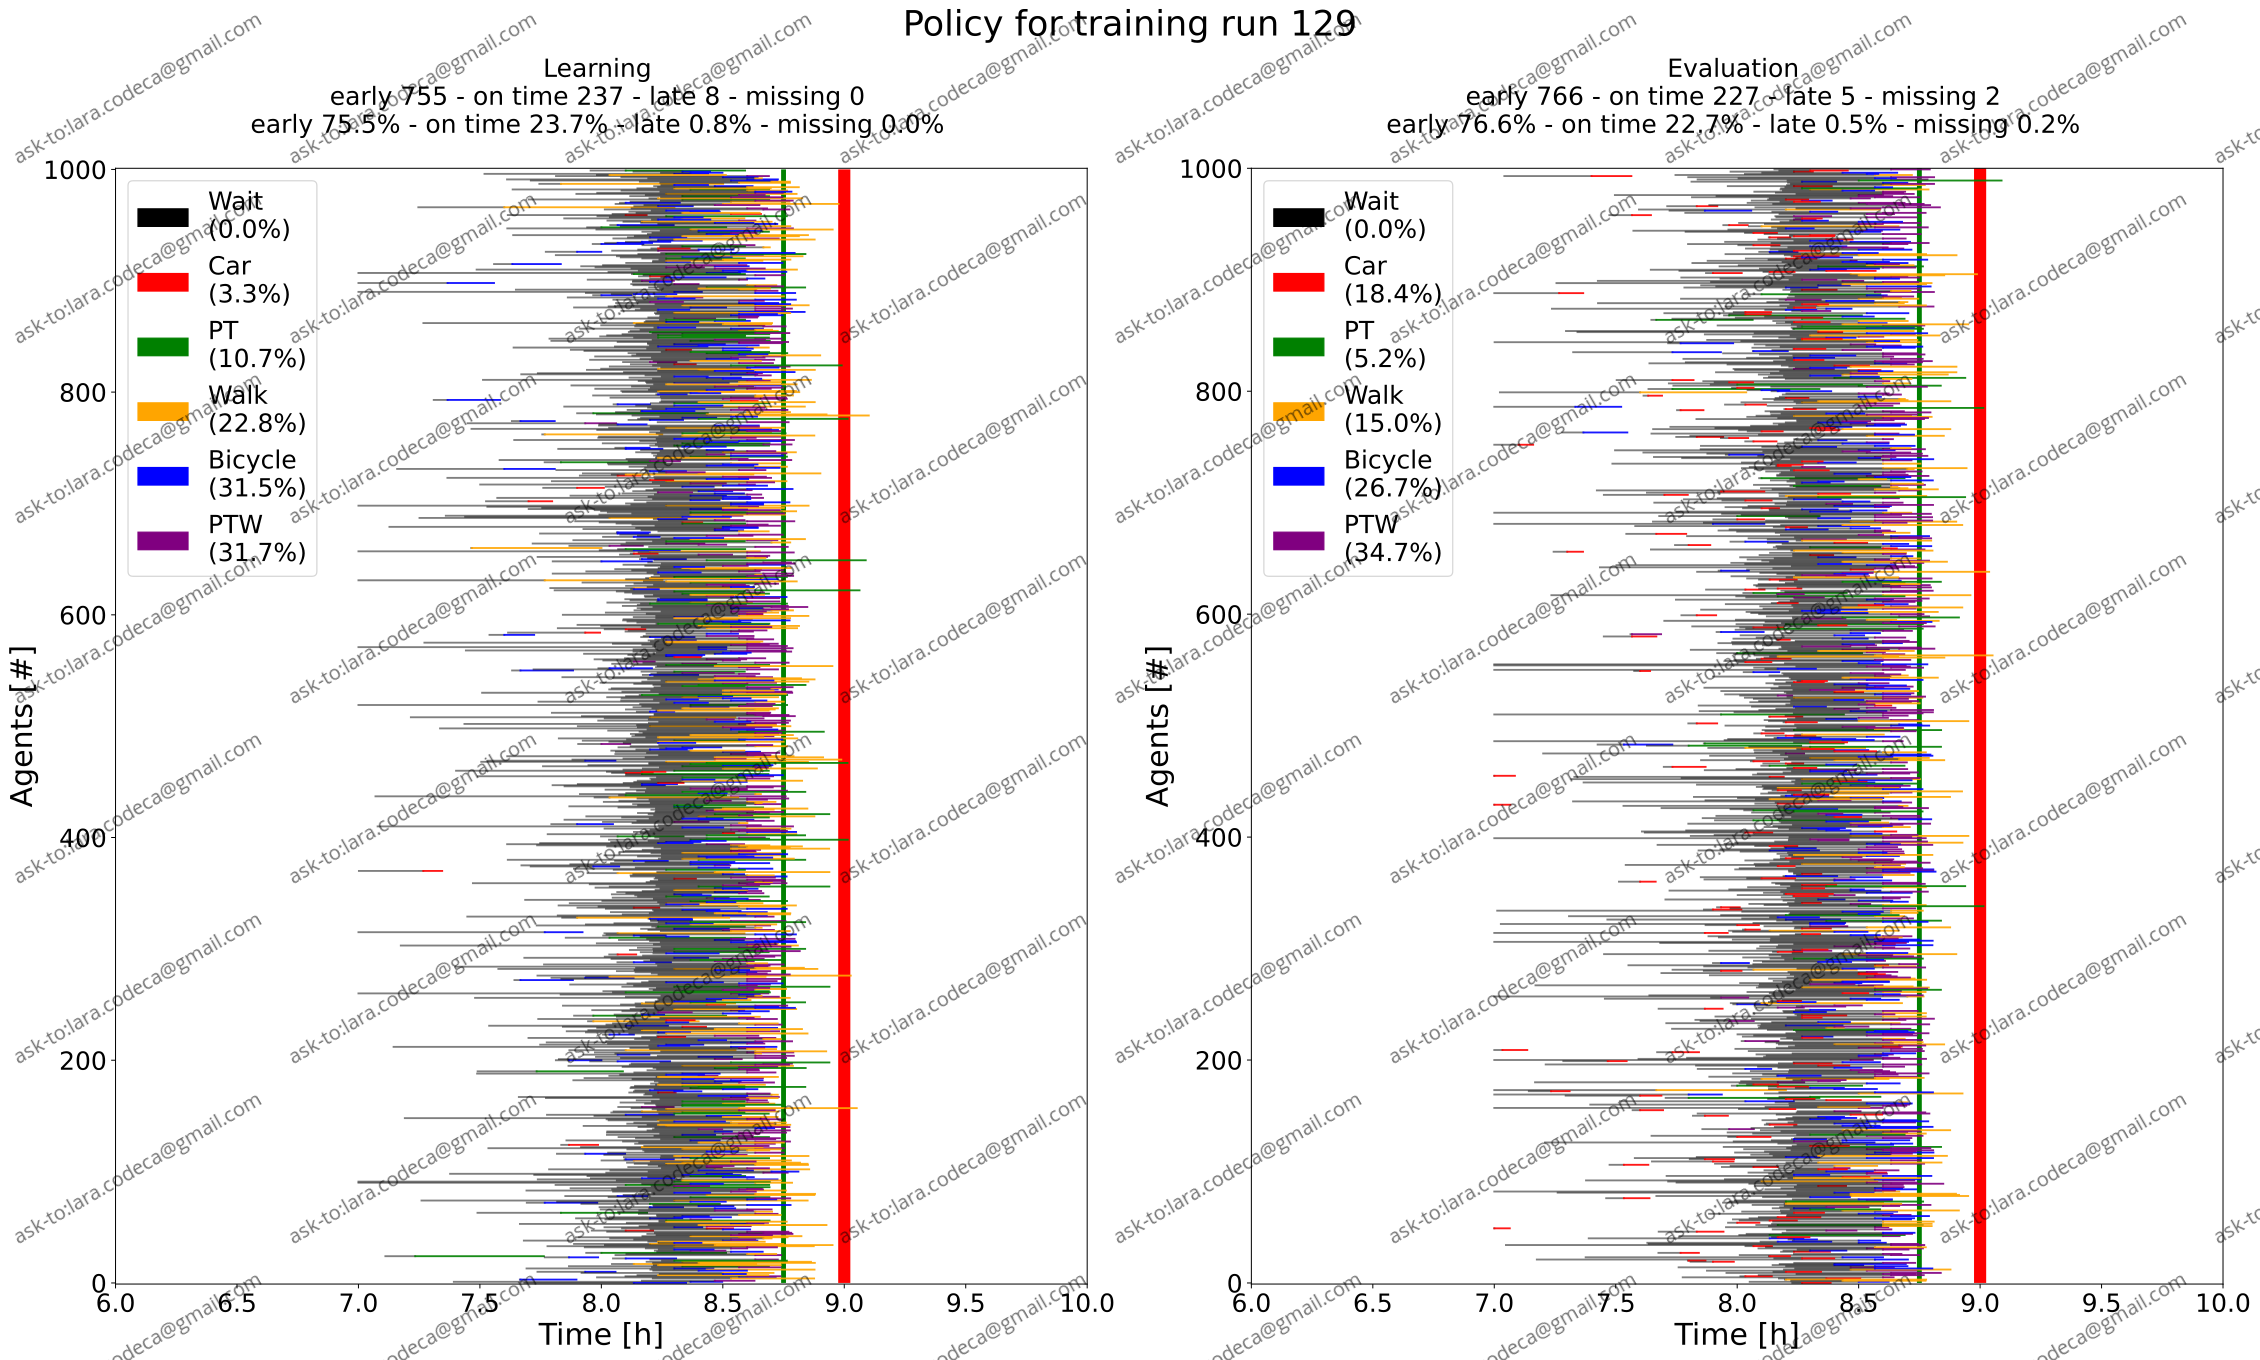 Policy for training run 129
Learning
early 755 - on time 237 - late 8 - missing 0
early 75.5% - on time 23.7% - late 0.8% - missing 0.0%
Wait
(0.0%)
Car
(3.3%)
PT
(10.7%)
Walk
(22.8%)
Bicycle
(31.5%)
PTW
(31.7%)
Agents [#]
1000
800
600
400
200
0
6.0 6.5 7.0 7.5 8.0 8.5 9.0 9.5 10.0
Time [h]
Evaluation
early 766 - on time 227 - late 5 - missing 2
early 76.6% - on time 22.7% - late 0.5% - missing 0.2%
Wait
(0.0%)
Car
(18.4%)
PT
(5.2%)
Walk
(15.0%)
Bicycle
(26.7%)
PTW
(34.7%)
Agents [#]
1000
800
600
400
200
0
6.0 6.5 7.0 7.5 8.0 8.5 9.0 9.5 10.0
Time [h]
ask-to:lara.codeca@gmail.com